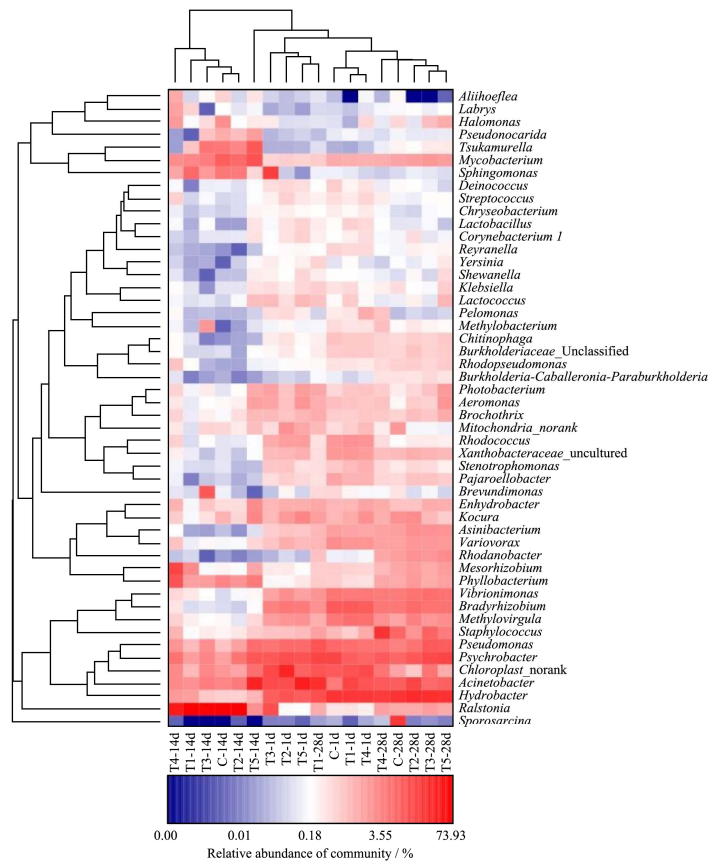 Aliihoeflea
Labrys
Halomonas
Pseudonocarida
Tsukamurella
Mycobacterium
Sphingomonas
Deinococcus
Streptococcus
Chryseobacterium
Lactobacillus
Corynebacterium 1
Reyranella
Yersinia
Shewanella
Klebsiella
Lactococcus
Pelomonas
Methylobacterium
Chitinophaga
Burkholderiaceae_Unclassified
Rhodopseudomonas
Burkholderia-Caballeronia-Paraburkholderia
Photobacterium
Aeromonas
Brochothrix
Mitochondria_norank
Rhodococcus
Xanthobacteraceae_uncultured
Stenotrophomonas
Pajaroellobacter
Brevundimonas
Enhydrobacter
Kocura
Asinibacterium
Variovorax
Rhodanobacter
Mesorhizobium
Phyllobacterium
Vibrionimonas
Bradyrhizobium
Methylovirgula
Staphylococcus
Pseudomonas
Psychrobacter
Chloroplast_norank
Acinetobacter
Hydrobacter
Ralstonia
Sporosarcina
T4-14d
T1-14d
T3-14d
C-14d
T2-14d
T5-14d
T3-1d
T2-1d
T5-1d
T1-28d
C-1d
T1-1d
T4-1d
T4-28d
C-28d
T2-28d
T3-28d
T5-28d
0.00 0.01 0.18 3.55 73.93
Relative abundance of community / %